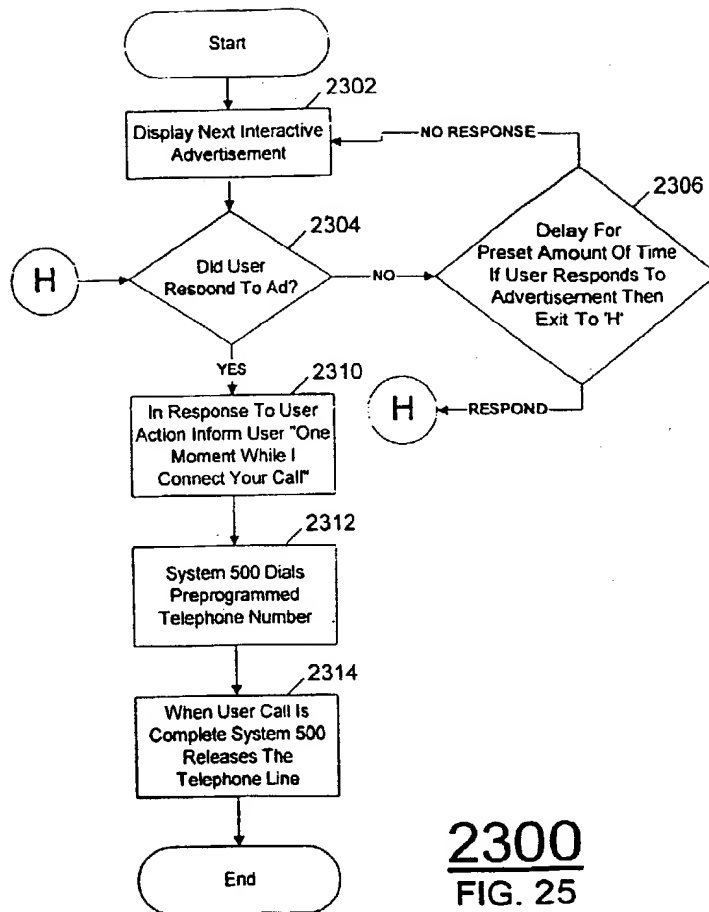 Start
2302
Display Next Interactive
Advertisement
NO RESPONSE
2306
2304
Delay For
Preset Amount Of Time
If User Responds To
Advertisement Then
Exit To 'H'
H
Did User
Respond To Ad?
NO
YES
2310
H
RESPOND
In Response To User
Action Inform User "One
Moment While I
Connect Your Call"
2312
System 500 Dials
Preprogrammed
Telephone Number
2314
When User Call Is
Complete System 500
Releases The
Telephone Line
End
2300
FIG. 25